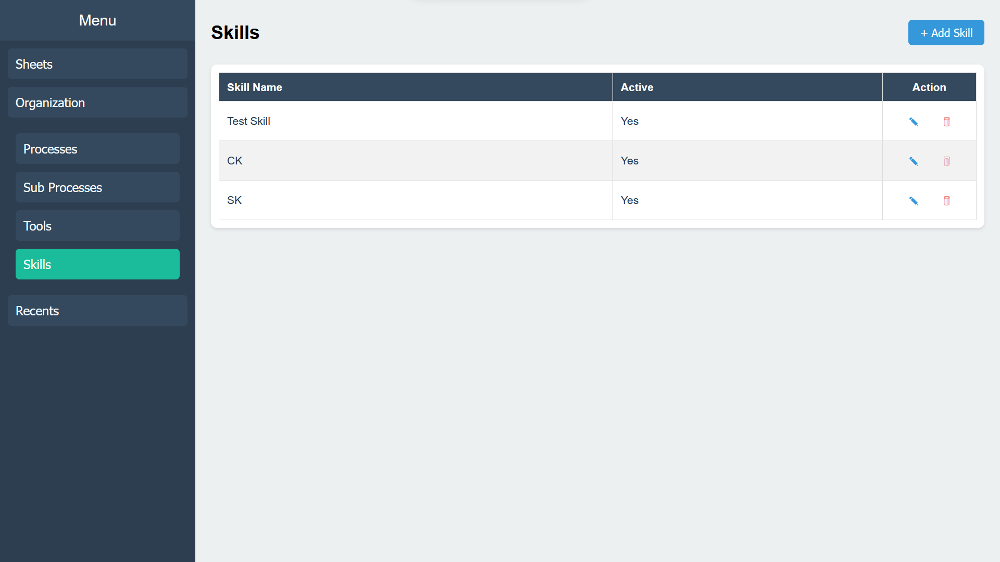 Menu
Sheets
Organization
Processes
Sub Processes
Tools
Skills
Recents
Skills
+ Add Skill
Skill Name Active Action
Test Skill Yes
CK Yes
SK Yes